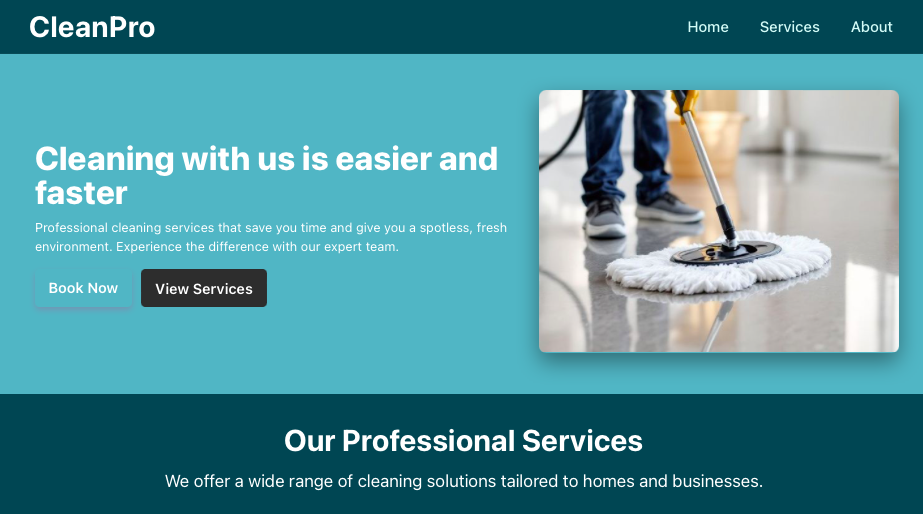 CleanPro
Home Services About
Cleaning with us is easier and
faster
Professional cleaning services that save you time and give you a spotless, fresh
environment. Experience the difference with our expert team.
Book Now View Services
Our Professional Services
We offer a wide range of cleaning solutions tailored to homes and businesses.